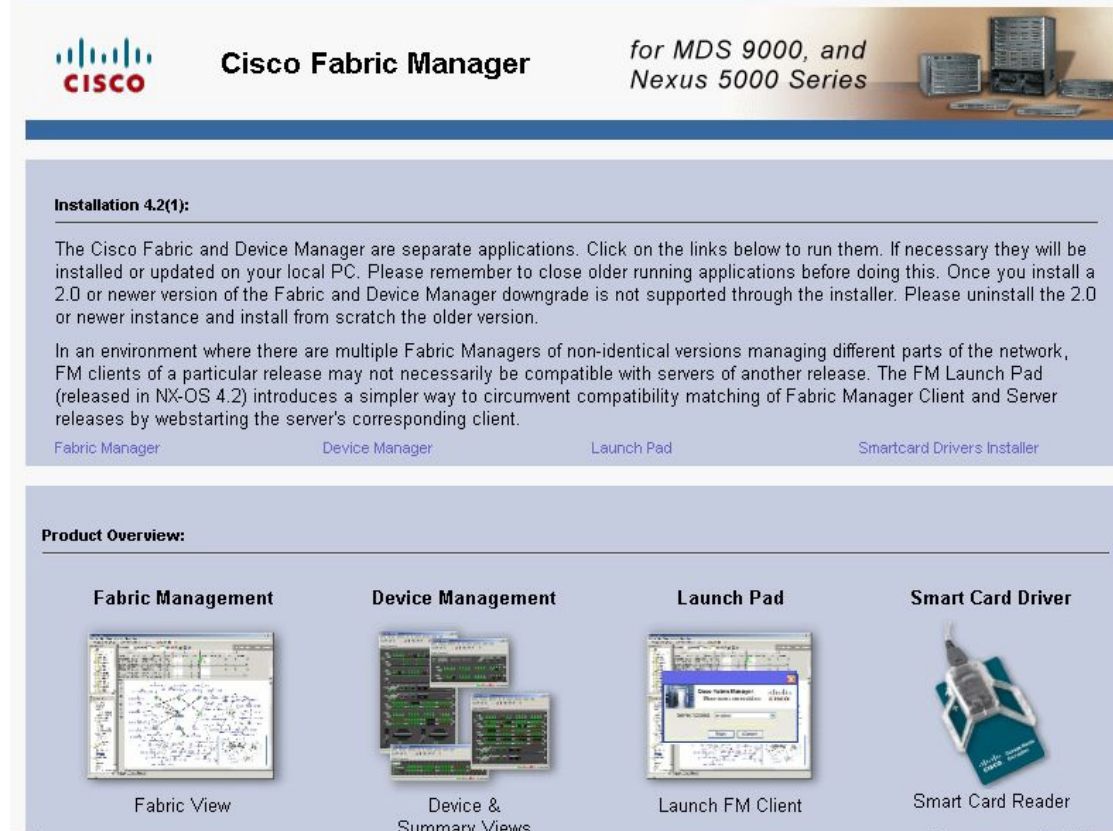 CISCO
Cisco Fabric Manager
for MDS 9000, and
Nexus 5000 Series
Installation 4.2(1):
The Cisco Fabric and Device Manager are separate applications. Click on the links below to run them. If necessary they will be
installed or updated on your local PC. Please remember to close older running applications before doing this. Once you install a
2.0 or newer version of the Fabric and Device Manager downgrade is not supported through the installer. Please uninstall the 2.0
or newer instance and install from scratch the older version.
In an environment where there are multiple Fabric Managers of non-identical versions managing different parts of the network,
FM clients of a particular release may not necessarily be compatible with servers of another release. The FM Launch Pad
(released in NX-OS 4.2) introduces a simpler way to circumvent compatibility matching of Fabric Manager Client and Server
releases by webstarting the server's corresponding client.
Fabric Manager Device Manager Launch Pad Smartcard Drivers Installer
Product Overview:
Fabric Management Device Management Launch Pad Smart Card Driver
Cisco Fabric Manager
CISCO
Fabric View Device & Launch FM Client Smart Card Reader
Summary Views